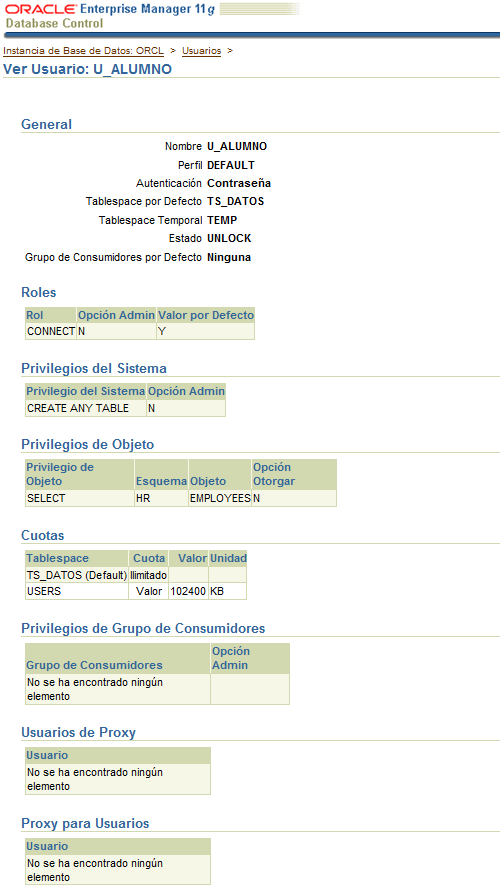 ORACLE Enterprise Manager 11g
Database Control
Instancia de Base de Datos: ORCL > Usuarios >
Ver Usuario: U_ALUMNO
General
Nombre U_ALUMNO
Perfil DEFAULT
Autenticación Contraseña
Tablespace por Defecto TS_DATOS
Tablespace Temporal TEMP
Estado UNLOCK
Grupo de Consumidores por Defecto Ninguna
Roles
Rol Opción Admin Valor por Defecto
CONNECT N Y
Privilegios del Sistema
Privilegio del Sistema Opción Admin
CREATE ANY TABLE N
Privilegios de Objeto
Privilegio de Objeto Esquema Objeto Opción Otorgar
SELECT HR EMPLOYEES N
Cuotas
Tablespace Cuota Valor Unidad
TS_DATOS (Default) Ilimitado
USERS Valor 102400 KB
Privilegios de Grupo de Consumidores
Grupo de Consumidores Opción Admin
No se ha encontrado ningún
elemento
Usuarios de Proxy
Usuario
No se ha encontrado ningún
elemento
Proxy para Usuarios
Usuario
No se ha encontrado ningún
elemento